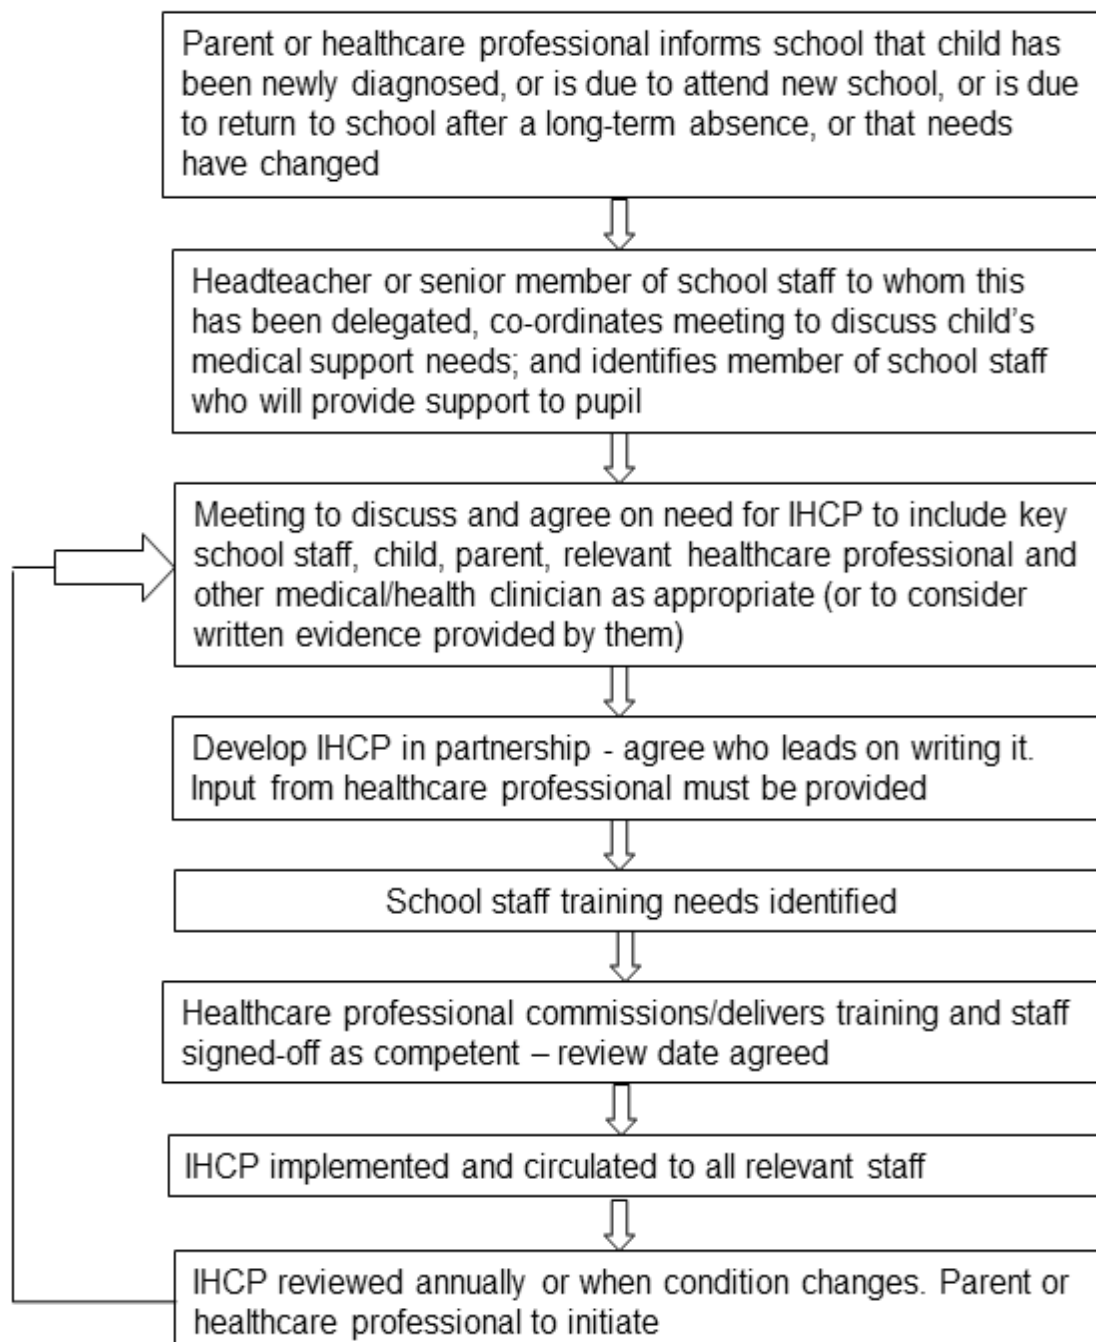 Parent or healthcare professional informs school that child has
been newly diagnosed, or is due to attend new school, or is due
to return to school after a long-term absence, or that needs
have changed
Headteacher or senior member of school staff to whom this
has been delegated, co-ordinates meeting to discuss child's
medical support needs; and identifies member of school staff
who will provide support to pupil
Meeting to discuss and agree on need for IHCP to include key
school staff, child, parent, relevant healthcare professional and
other medical/health clinician as appropriate (or to consider
written evidence provided by them)
Develop IHCP in partnership - agree who leads on writing it.
Input from healthcare professional must be provided
School staff training needs identified
Healthcare professional commissions/delivers training and staff
signed-off as competent – review date agreed
IHCP implemented and circulated to all relevant staff
IHCP reviewed annually or when condition changes. Parent or
healthcare professional to initiate